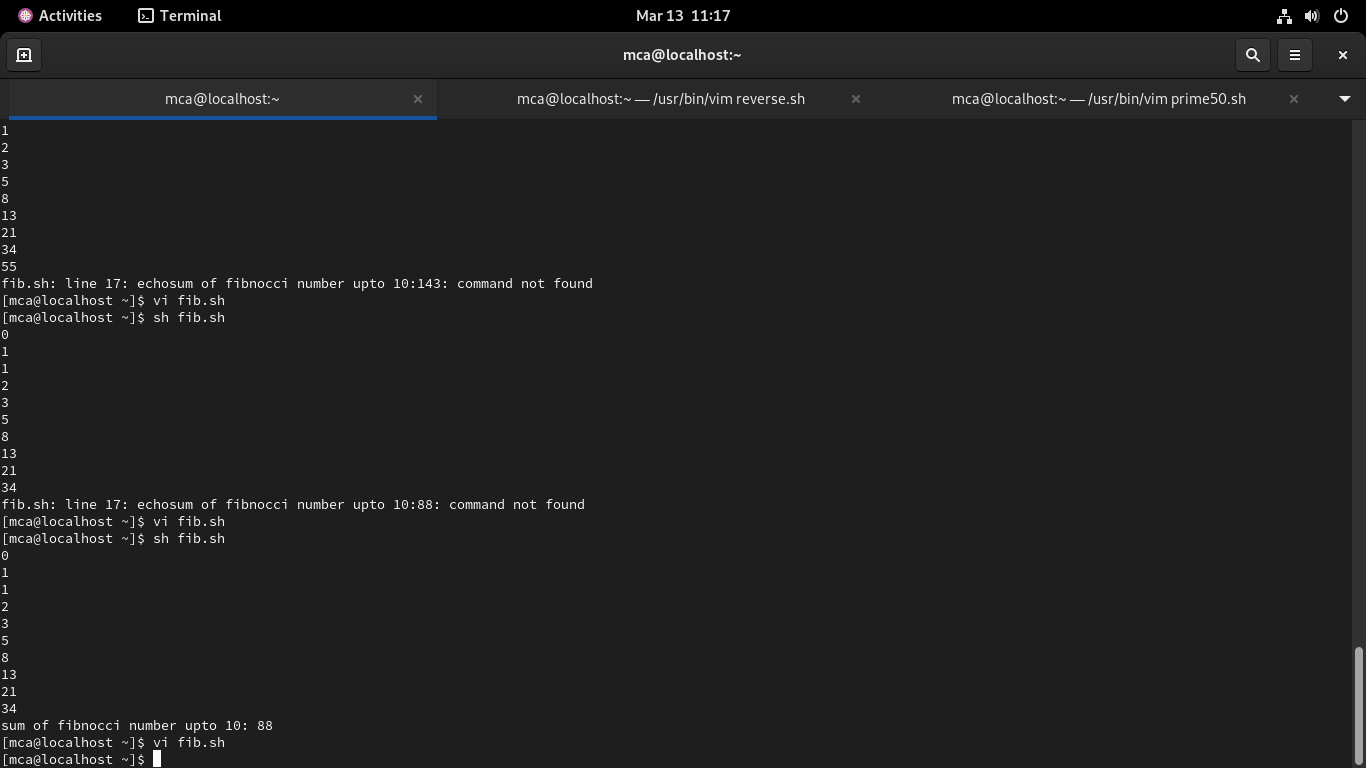 Activities Terminal Mar 13 11:17
mca@localhost:~
mca@localhost:~ mca@localhost:~ — /usr/bin/vim reverse.sh mca@localhost:~ — /usr/bin/vim prime50.sh
1
2
3
5
8
13
21
34
55
fib.sh: line 17: echosum of fibnocci number upto 10:143: command not found
[mca@localhost ~]$ vi fib.sh
[mca@localhost ~]$ sh fib.sh
0
1
1
2
3
5
8
13
21
34
fib.sh: line 17: echosum of fibnocci number upto 10:88: command not found
[mca@localhost ~]$ vi fib.sh
[mca@localhost ~]$ sh fib.sh
0
1
1
2
3
5
8
13
21
34
sum of fibnocci number upto 10: 88
[mca@localhost ~]$ vi fib.sh
[mca@localhost ~]$